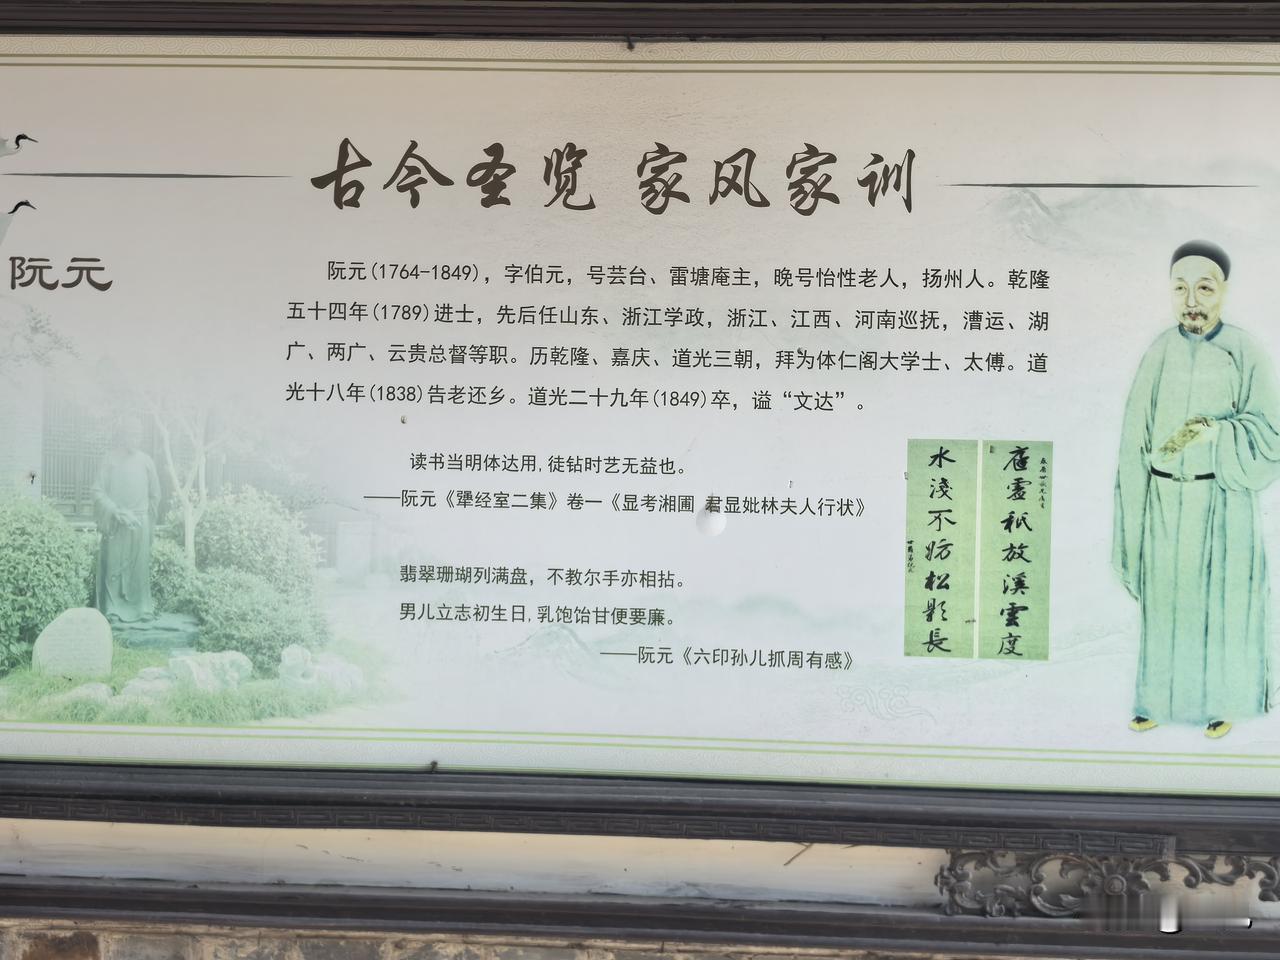 古今圣览 家风家训
阮元
阮元(1764-1849)，字伯元，号芸台、雷塘庵主，晚号怡性老人，扬州人。乾隆
五十四年(1789)进士，先后任山东、浙江学政，浙江、江西、河南巡抚，漕运、湖
广、两广、云贵总督等职。历乾隆、嘉庆、道光三朝，拜为体仁阁大学士、太傅。道
光十八年(1838)告老还乡。道光二十九年(1849)卒，谥“文达”。
读书当明体达用,徒钻时艺无益也。
——阮元《犟经室二集》卷一《显考湘圃 君显妣林夫人行状》
翡翠珊瑚列满盘，不教尔手亦相拈。
男儿立志初生日,乳饱饴甘便要廉。
——阮元《六印孙儿抓周有感》
虚祇放溪雲度
水淺不妨松影長